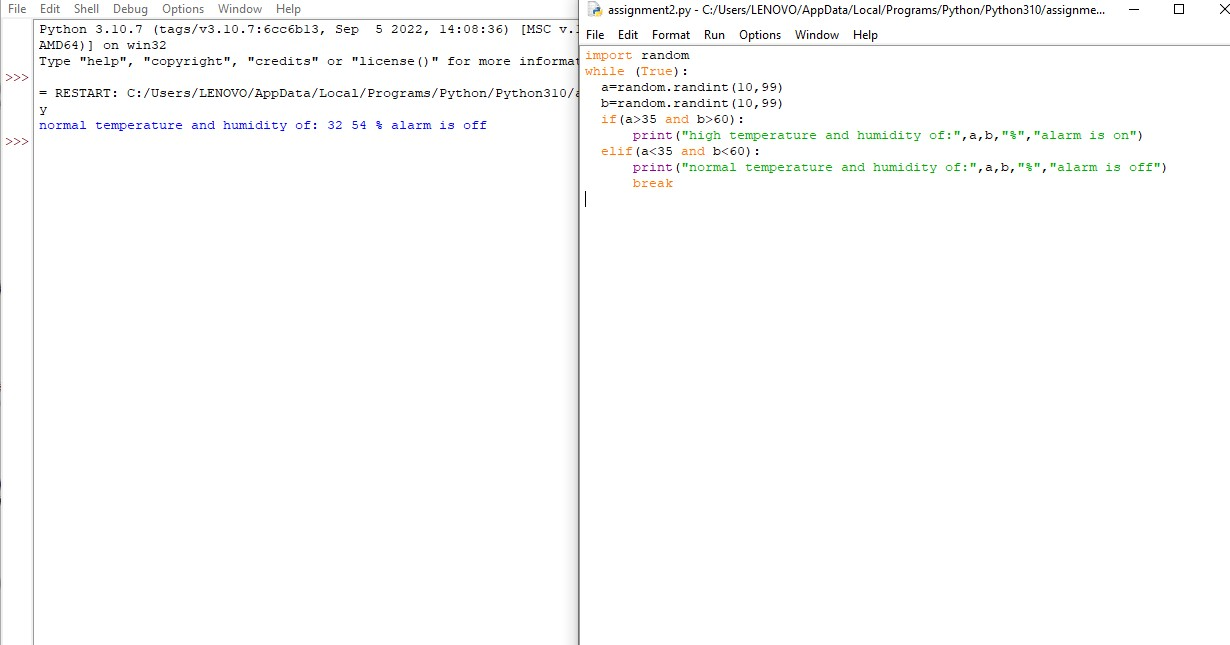 File Edit Shell Debug Options Window Help
Python 3.10.7 (tags/v3.10.7:6cc6b13, Sep  5 2022, 14:08:36) [MSC v.
AMD64)] on win32
Type "help", "copyright", "credits" or "license()" for more
>>>
= RESTART: C:/Users/LENOVO/AppData/Local/Programs/Python/Python310/
y
normal temperature and humidity of: 32 54 % alarm is off
>>>
assignment2.py - C:/Users/LENOVO/AppData/Local/Programs/Python/Python310/assignme...
File Edit Format Run Options Window Help
import random
while (True):
  a=random.randint(10,99)
  b=random.randint(10,99)
  if(a>35 and b>60):
      print("high temperature and humidity of:",a,b,"%","alarm is on")
  elif(a<35 and b<60):
      print("normal temperature and humidity of:",a,b,"%","alarm is off")
      break